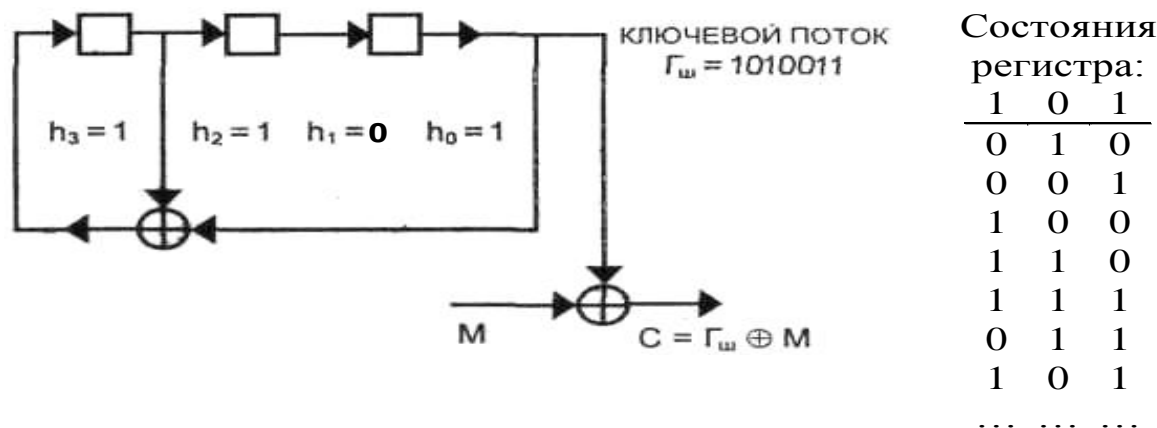 КЛЮЧЕВОЙ ПОТОК
Гш = 1010011
h3 = 1 h2 = 1 h1 = 0 h0 = 1
M
C = Гш ⊕ M
Состояния
регистра:
1 0 1
0 1 0
0 0 1
1 0 0
1 1 0
1 1 1
0 1 1
1 0 1
... ... ...